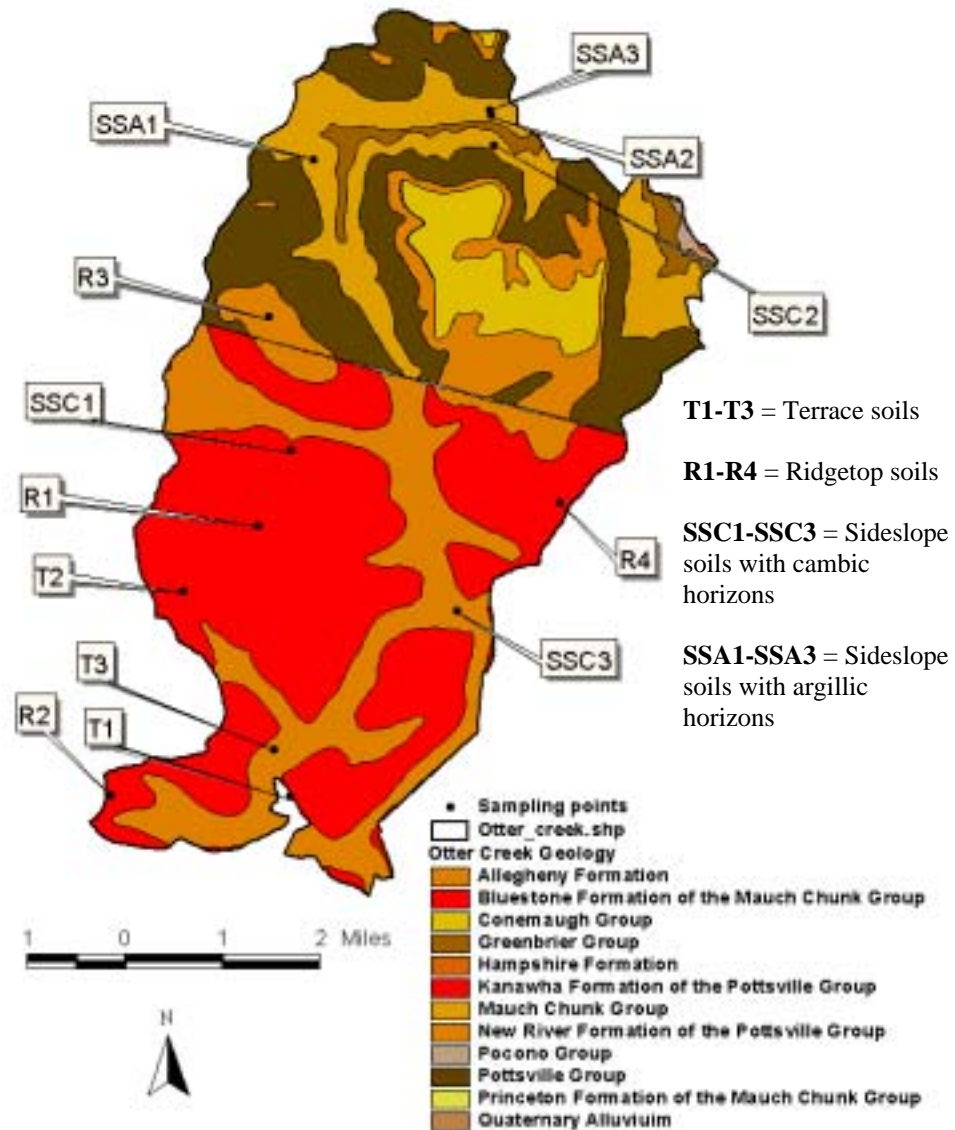 SSA3
SSA1
SSA2
R3
SSC2
SSC1
T1-T3 = Terrace soils
R1-R4 = Ridgetop soils
R1
SSC1-SSC3 = Sideslope
soils with cambic
horizons
R4
T2
SSC3
T3
SSA1-SSA3 = Sideslope
soils with argillic
horizons
R2
T1
Sampling points
Otter_creek.shp
Otter Creek Geology
Allegheny Formation
Bluestone Formation of the Mauch Chunk Group
Conemaugh Group
Greenbrier Group
Hampshire Formation
Kanawha Formation of the Pottsville Group
Mauch Chunk Group
New River Formation of the Pottsville Group
Pocono Group
Pottsville Group
Princeton Formation of the Mauch Chunk Group
Quaternary Alluviuim
1 0 1 2 Miles
N